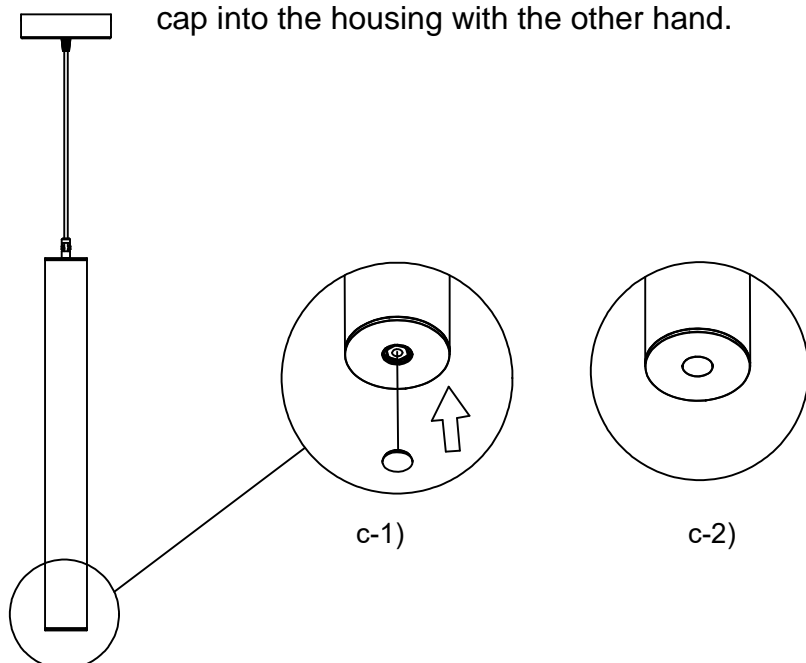 cap into the housing with the other hand.
c-1)
c-2)